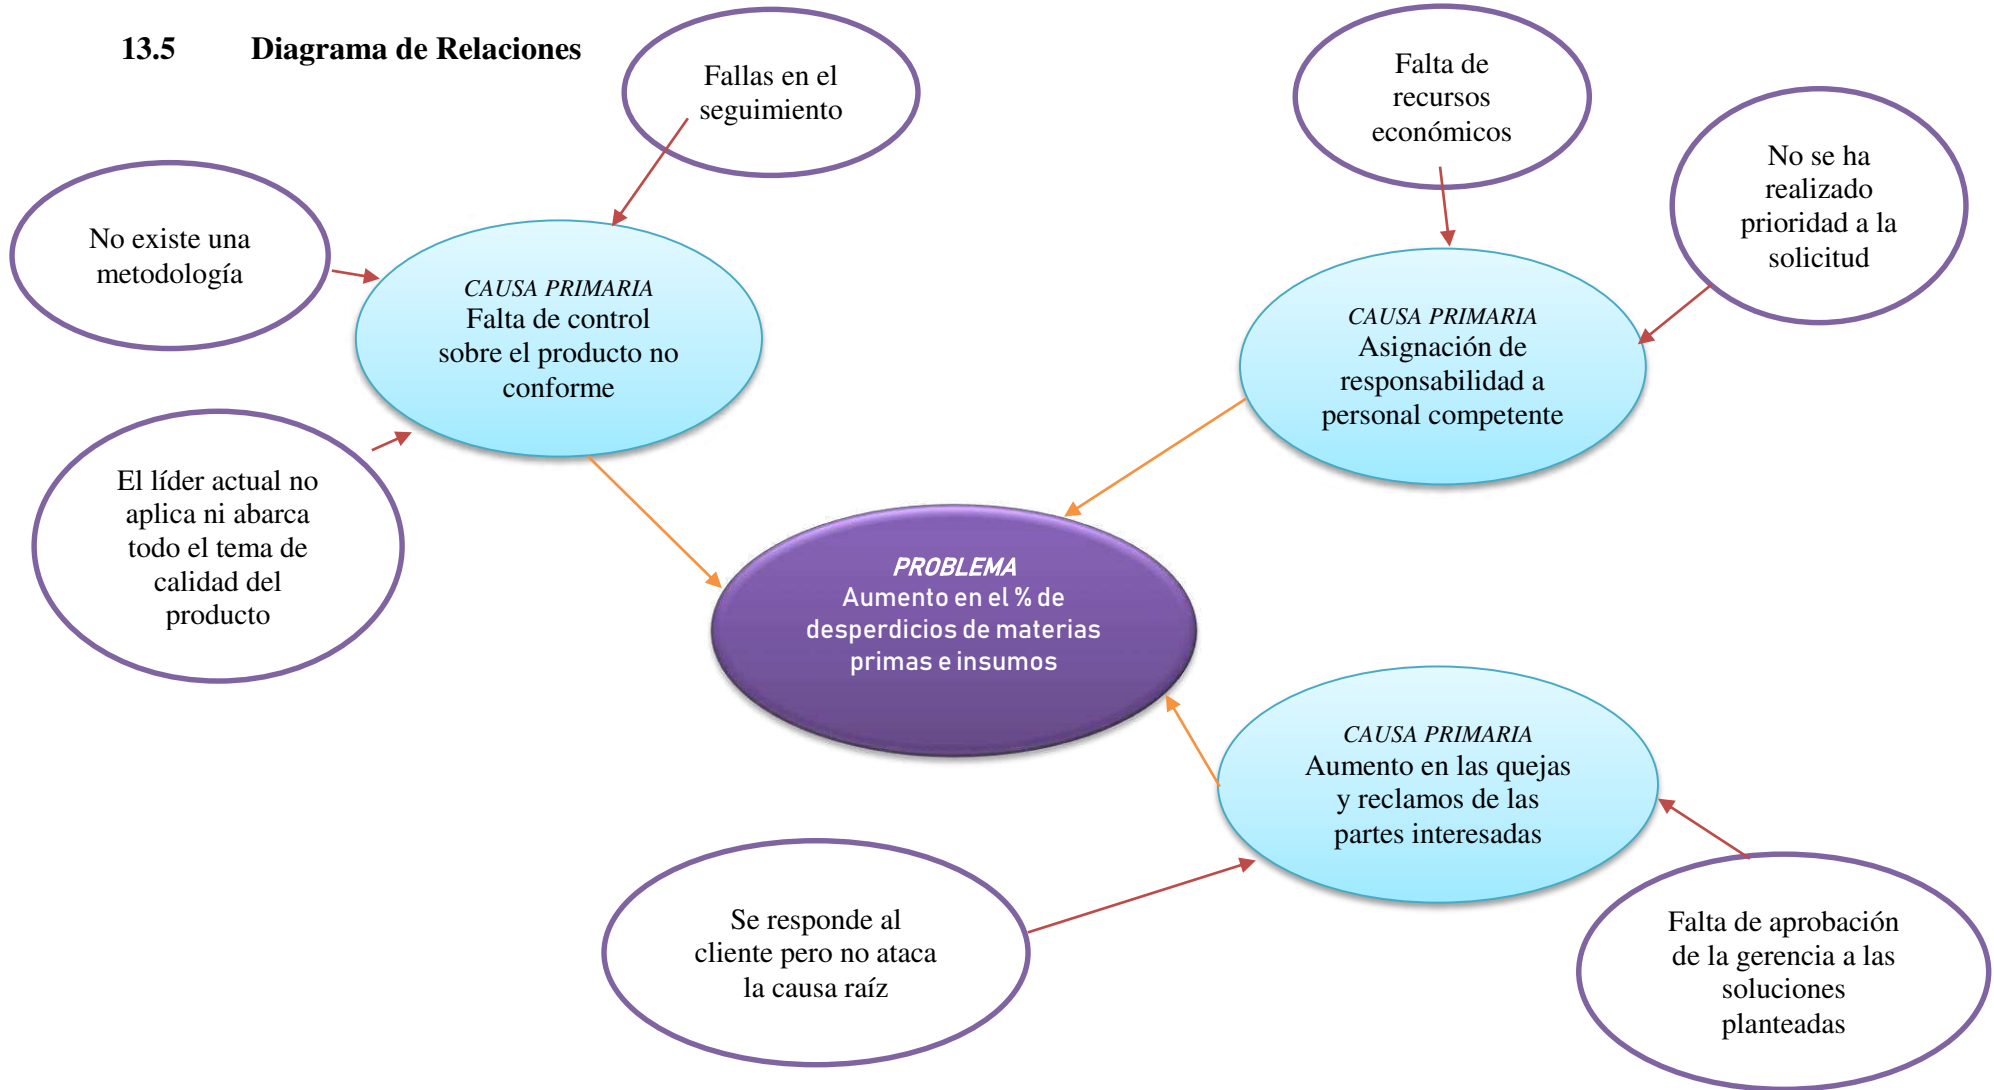 13.5 Diagrama de Relaciones
Fallas en el
seguimiento
Falta de
recursos
económicos
No se ha
realizado
prioridad a la
solicitud
No existe una
metodología
CAUSA PRIMARIA
Falta de control
sobre el producto no
conforme
CAUSA PRIMARIA
Asignación de
responsabilidad a
personal competente
El líder actual no
aplica ni abarca
todo el tema de
calidad del
producto
PROBLEMA
Aumento en el % de
desperdicios de materias
primas e insumos
CAUSA PRIMARIA
Aumento en las quejas
y reclamos de las
partes interesadas
Se responde al
cliente pero no ataca
la causa raíz
Falta de aprobación
de la gerencia a las
soluciones
planteadas